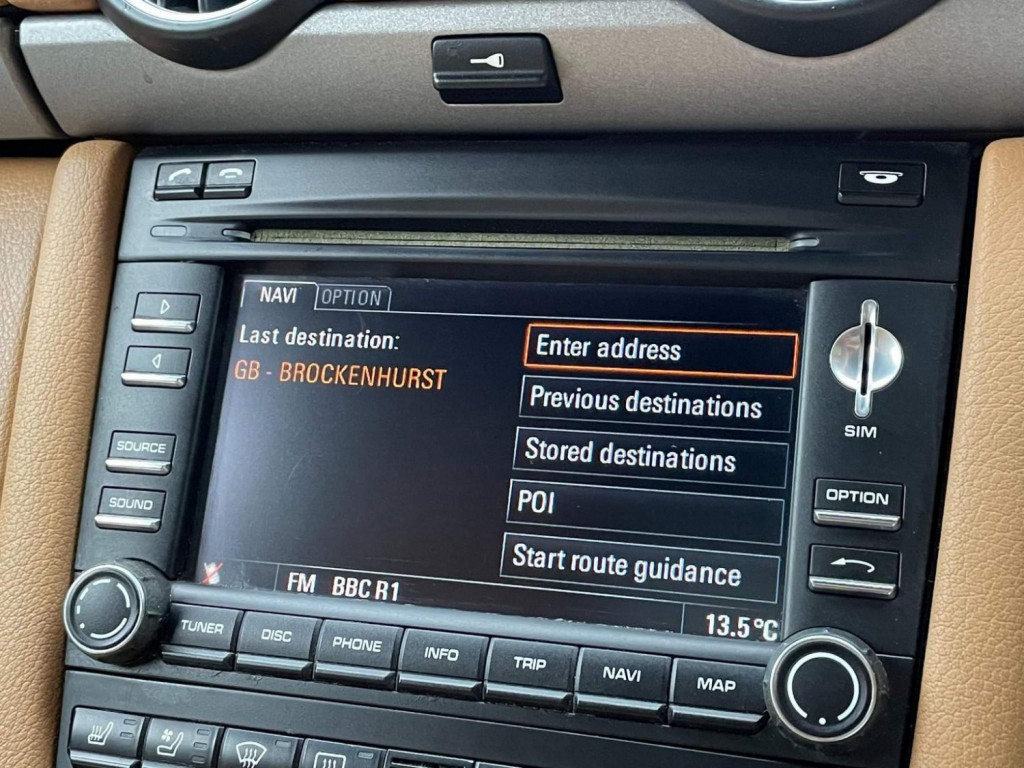 NAVI OPTION
Last destination:
GB - BROCKENHURST
Enter address
Previous destinations
Stored destinations
POI
Start route guidance
FM BBC R1
13.5°C
SOURCE
SOUND
SIM
OPTION
TUNER DISC PHONE INFO TRIP NAVI MAP